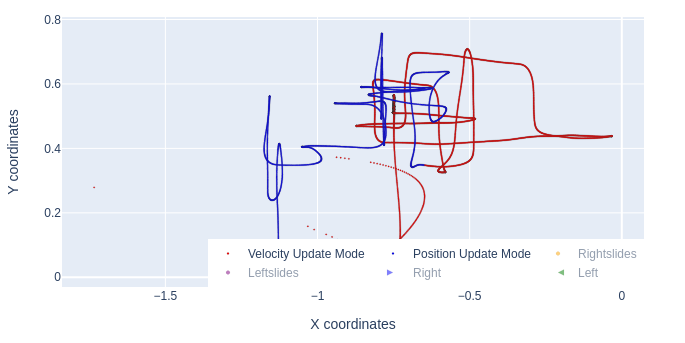 0.8
0.6
0.4
0.2
0
Y coordinates
Velocity Update Mode Position Update Mode Rightslides
Leftslides Right Left
−1.5 −1 −0.5 0
X coordinates